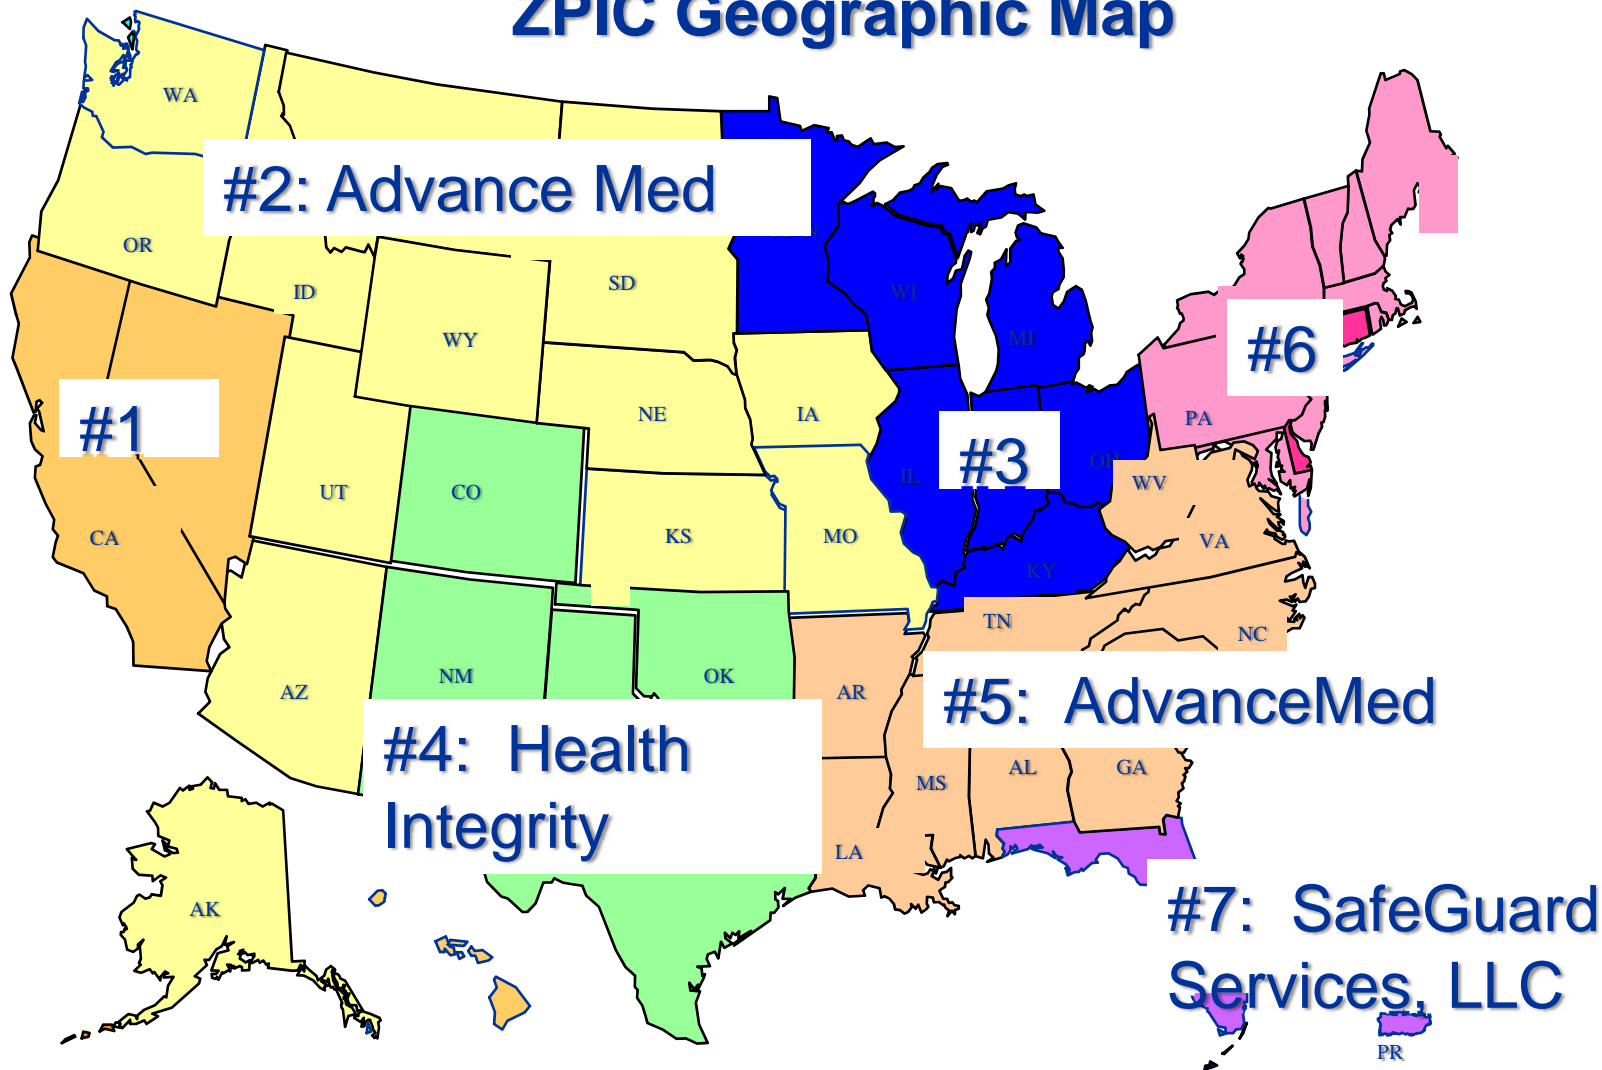 ZPIC Geographic Map
WA
#2: Advance Med
OR
ID
SD
WI
WY
MI
#6
#1
NE
IA
PA
#3
IL
WV
UT
CO
CA
KS
MO
VA
KY
TN
NC
AZ
NM
OK
AR
#5: AdvanceMed
#4: Health
Integrity
MS
AL
GA
LA
AK
#7: SafeGuard
Services, LLC
PR